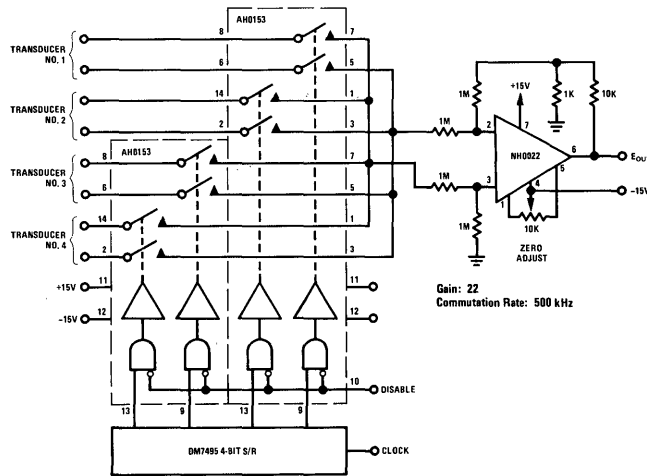 AH0153
TRANSDUCER NO. 1
8
7
6
5
TRANSDUCER NO. 2
14
1
2
3
AH0153
TRANSDUCER NO. 3
8
7
6
5
TRANSDUCER NO. 4
14
1
2
3
+15V
11
11
−15V
12
12
10
DISABLE
13
9
13
9
DM7495 4-BIT S/R
CLOCK
1M
1K
10K
+15V
1M
2
7
NH0022
6
EOUT
1M
3
4
5
−15V
1
1M
10K
ZERO ADJUST
Gain: 22
Commutation Rate: 500 kHz